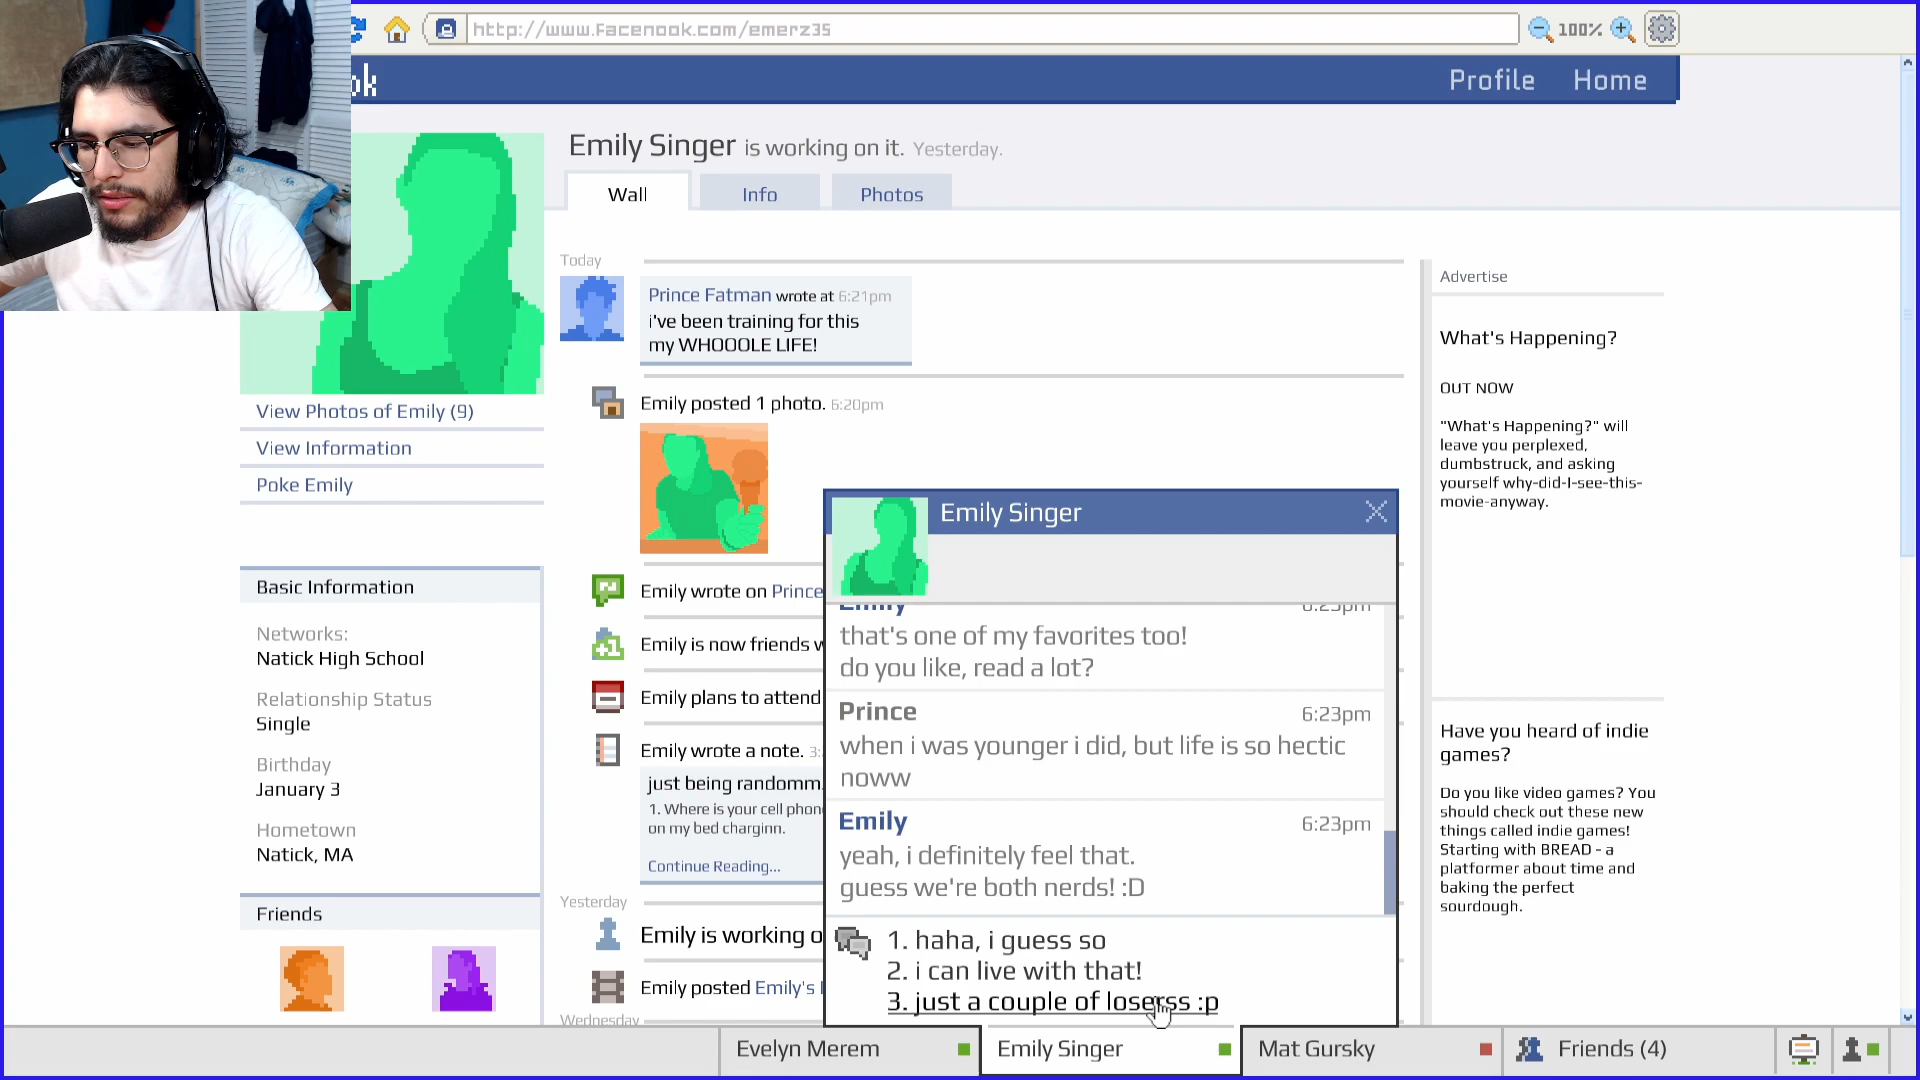 http://www.Facenook.com/emerz35
100%
ok
Profile
Home
Emily Singer is working on it. Yesterday.
Wall
Info
Photos
Today
Prince Fatman wrote at 6:21pm
i've been training for this
my WHOOOLE LIFE!
Emily posted 1 photo. 6:20pm
Emily wrote on Prince
Emily is now friends w
Emily plans to attend
Emily wrote a note. 3:
just being randomm.
1. Where is your cell phon
on my bed charginn.
Continue Reading...
Yesterday
Emily is working o
Emily posted Emily's
Wednesday
View Photos of Emily (9)
View Information
Poke Emily
Basic Information
Networks:
Natick High School
Relationship Status
Single
Birthday
January 3
Hometown
Natick, MA
Friends
Emily Singer
Emily 6:23pm
that's one of my favorites too!
do you like, read a lot?
Prince 6:23pm
when i was younger i did, but life is so hectic
noww
Emily 6:23pm
yeah, i definitely feel that.
guess we're both nerds! :D
1. haha, i guess so
2. i can live with that!
3. just a couple of loserss :p
Advertise
What's Happening?
OUT NOW
"What's Happening?" will
leave you perplexed,
dumbstruck, and asking
yourself why-did-I-see-this-
movie-anyway.
Have you heard of indie
games?
Do you like video games? You
should check out these new
things called indie games!
Starting with BREAD - a
platformer about time and
baking the perfect
sourdough.
Evelyn Merem
Emily Singer
Mat Gursky
Friends (4)